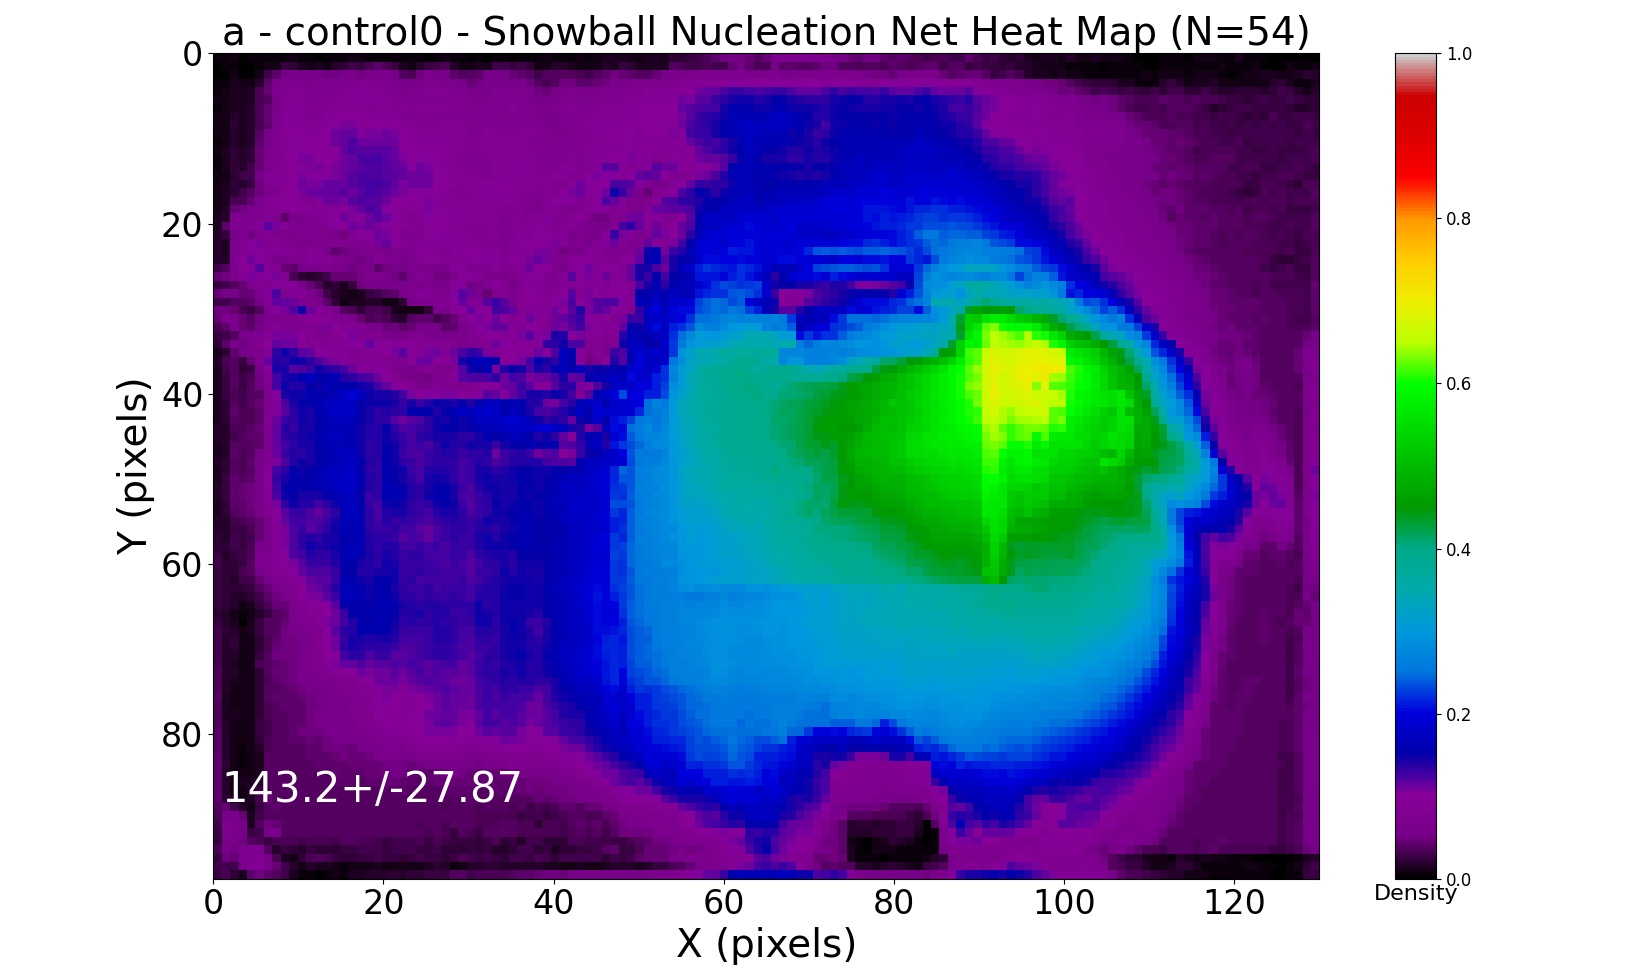 a - control0 - Snowball Nucleation Net Heat Map (N=54)
0
20
40
60
80
Y (pixels)
143.2+/-27.87
0 20 40 60 80 100 120
X (pixels)
1.0
0.8
0.6
0.4
0.2
0.0
Density